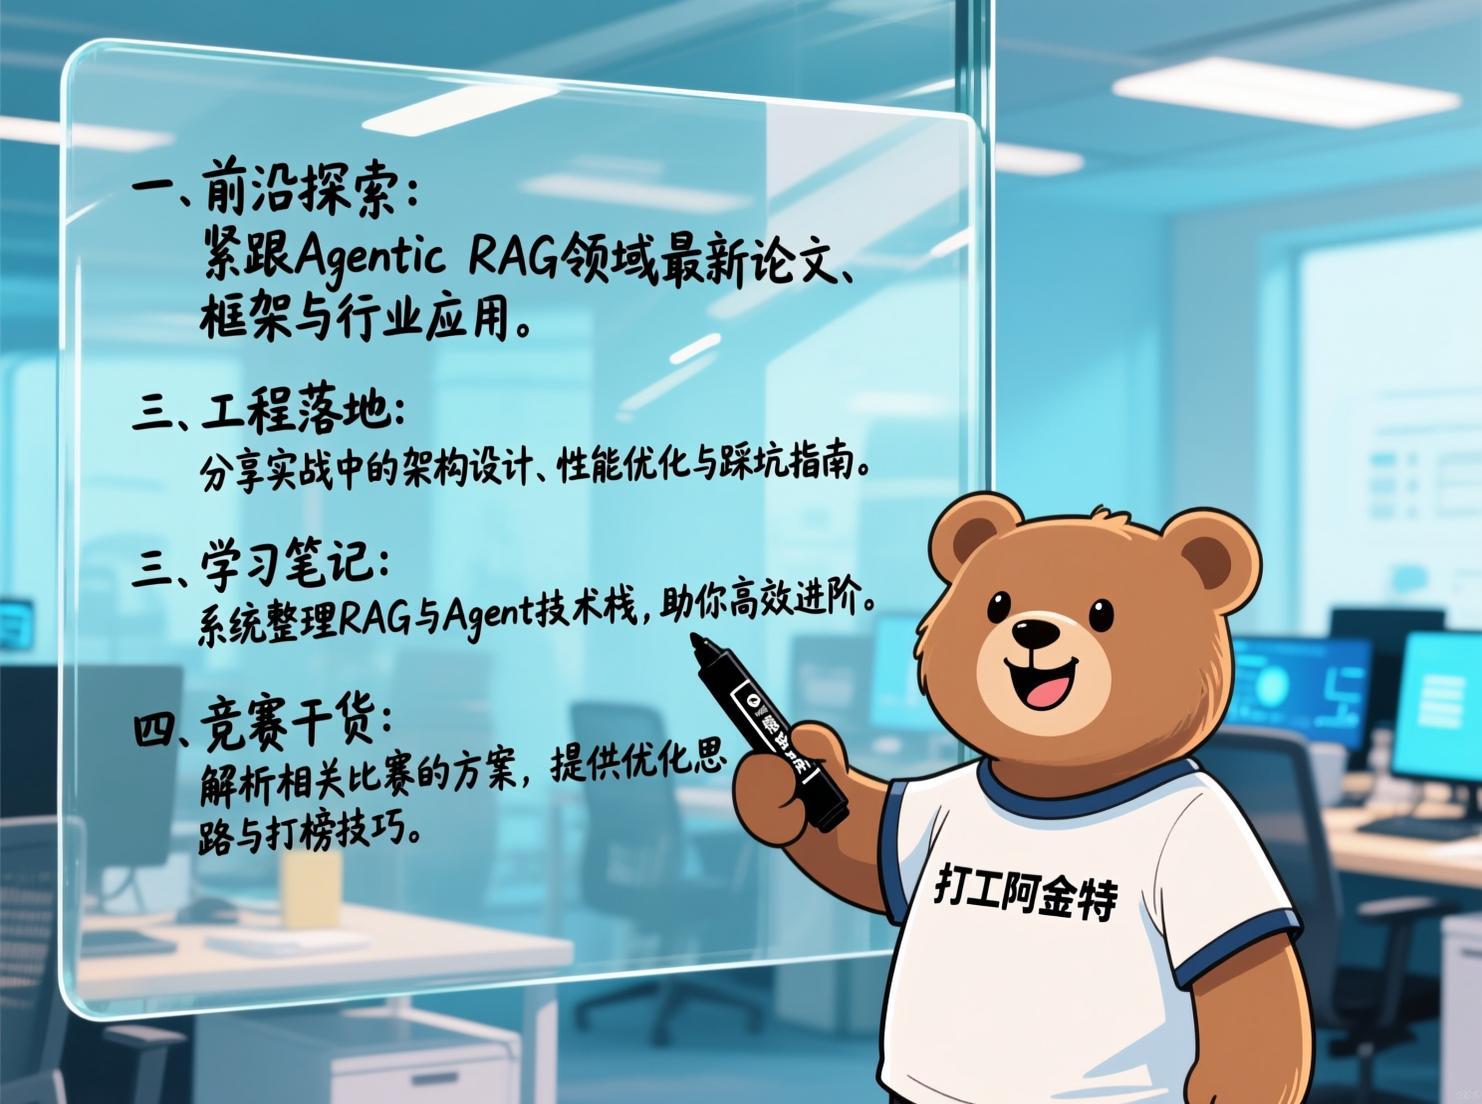 一、前沿探索：
紧跟Agentic RAG领域最新论文、
框架与行业应用。
三、工程落地：
分享实战中的架构设计、性能优化与踩坑指南。
三、学习笔记：
系统整理RAG与Agent技术栈，助你高效进阶。
四、竞赛干货：
解析相关比赛的方案，提供优化思
路与打榜技巧。
打工阿金特